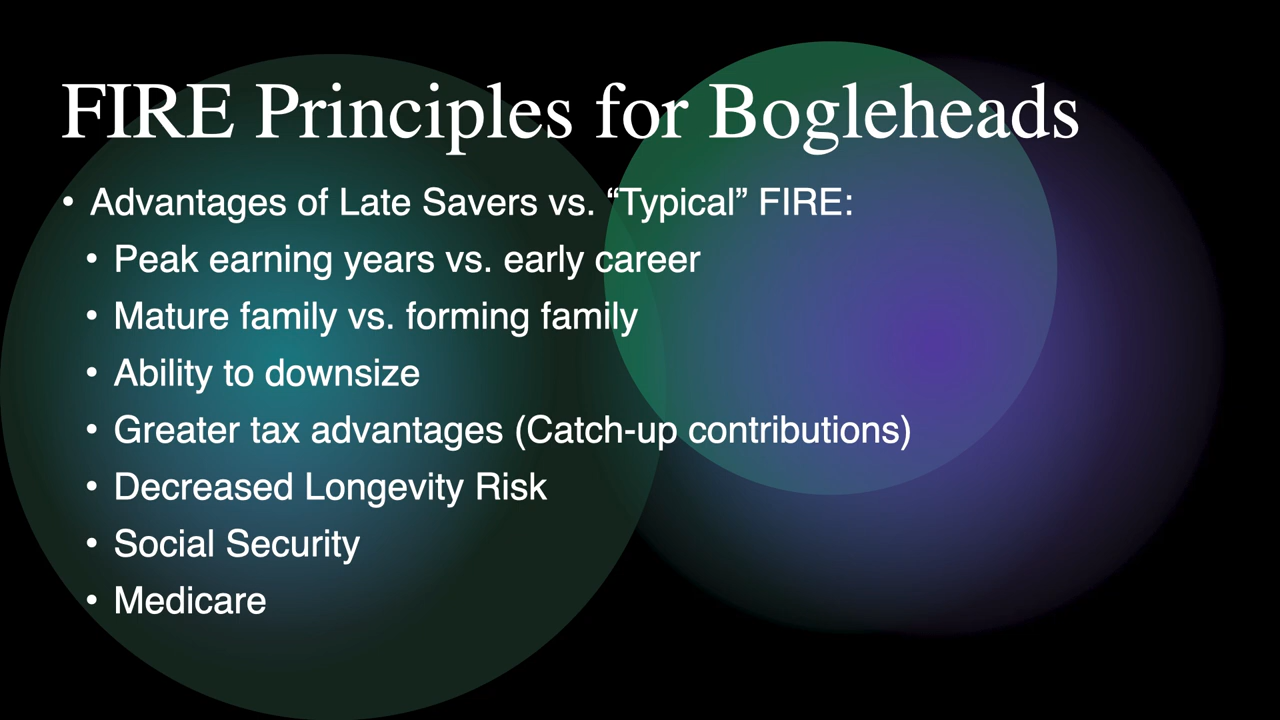 FIRE Principles for Bogleheads
• Advantages of Late Savers vs. “Typical” FIRE:
• Peak earning years vs. early career
• Mature family vs. forming family
• Ability to downsize
• Greater tax advantages (Catch-up contributions)
• Decreased Longevity Risk
• Social Security
• Medicare